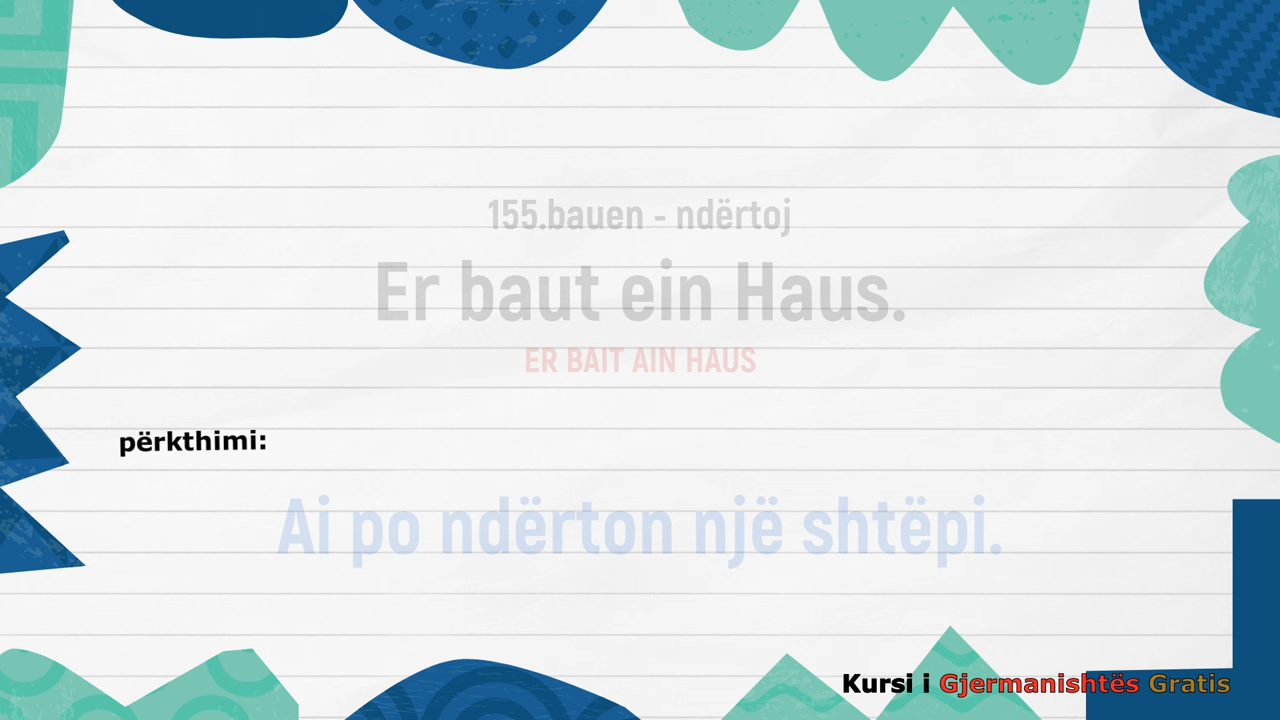 155.bauen - ndërtoj
Er baut ein Haus.
ER BAIT AIN HAUS
përkthimi:
Ai po ndërton një shtëpi.
Kursi i Gjermanishtës Gratis